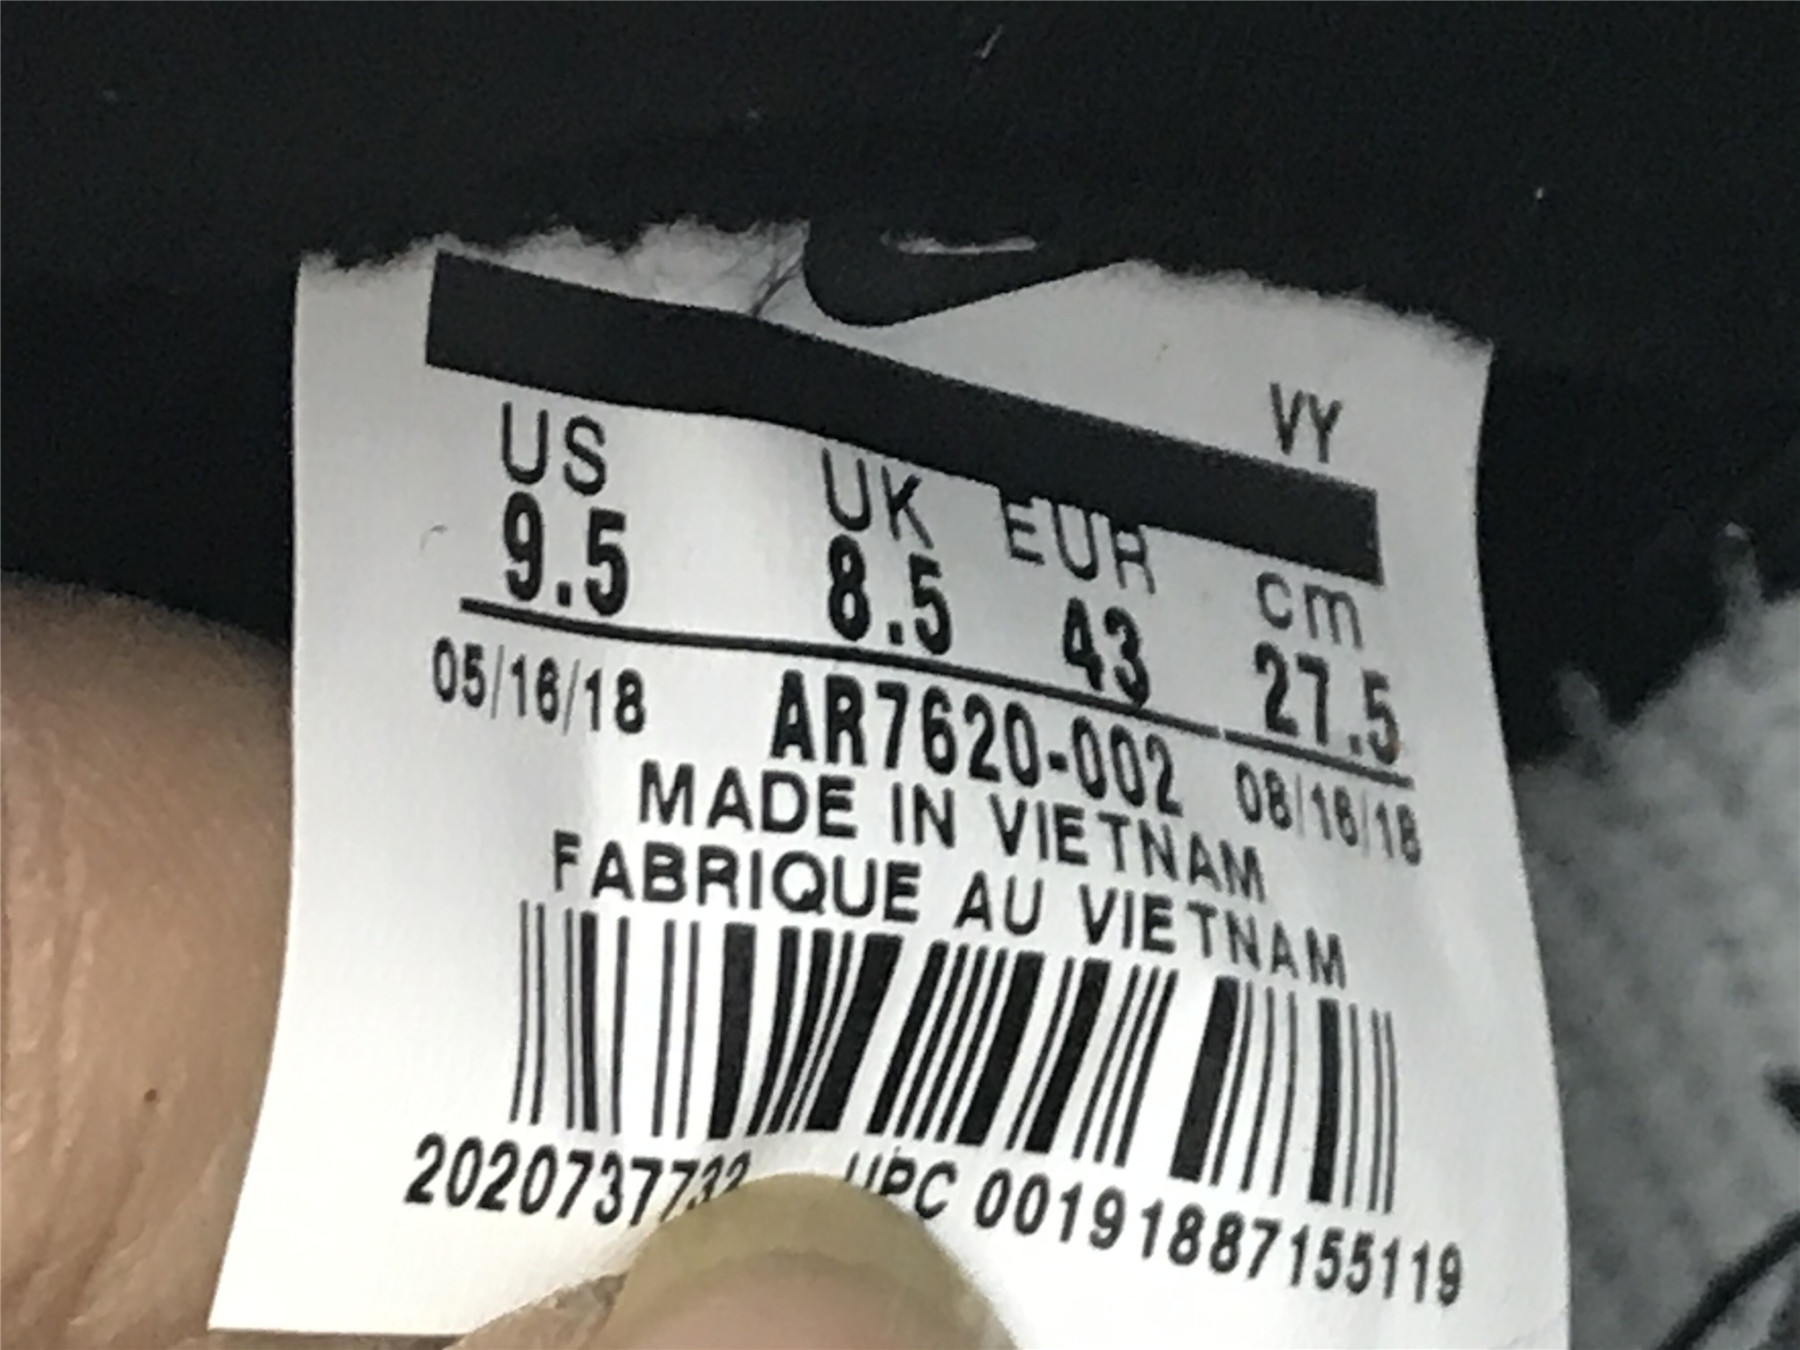 VY
US UK EUR cm
9.5 8.5 43 27.5
05/16/18 AR7620-002 08/16/18
MADE IN VIETNAM
FABRIQUE AU VIETNAM
2020737732 UPC 00191887155119